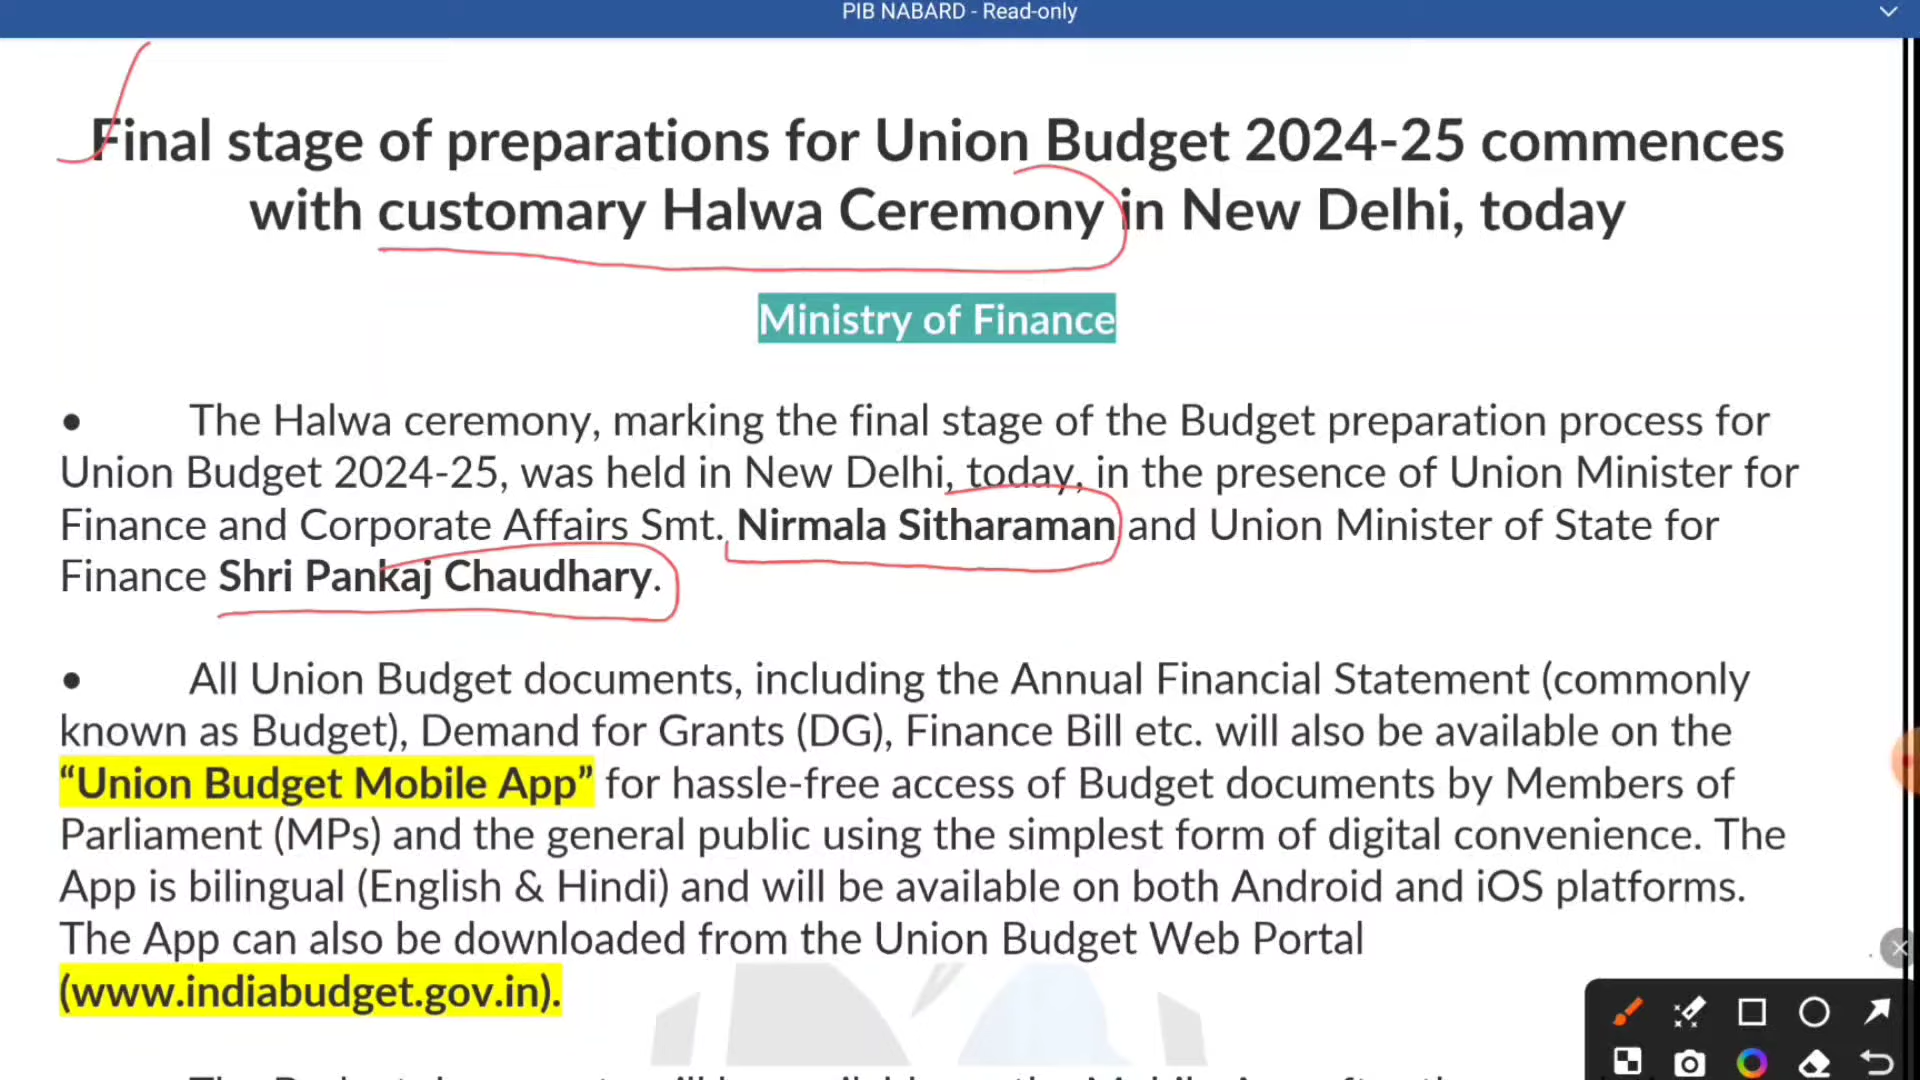 PIB NABARD - Read-only
Final stage of preparations for Union Budget 2024-25 commences
with customary Halwa Ceremony in New Delhi, today
Ministry of Finance
• The Halwa ceremony, marking the final stage of the Budget preparation process for
Union Budget 2024-25, was held in New Delhi, today, in the presence of Union Minister for
Finance and Corporate Affairs Smt. Nirmala Sitharaman and Union Minister of State for
Finance Shri Pankaj Chaudhary.
• All Union Budget documents, including the Annual Financial Statement (commonly
known as Budget), Demand for Grants (DG), Finance Bill etc. will also be available on the
“Union Budget Mobile App” for hassle-free access of Budget documents by Members of
Parliament (MPs) and the general public using the simplest form of digital convenience. The
App is bilingual (English & Hindi) and will be available on both Android and iOS platforms.
The App can also be downloaded from the Union Budget Web Portal
(www.indiabudget.gov.in).